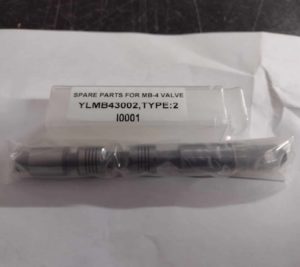 SPARE PARTS FOR MB-4 VALVE
YLMB43002,TYPE:2
I0001